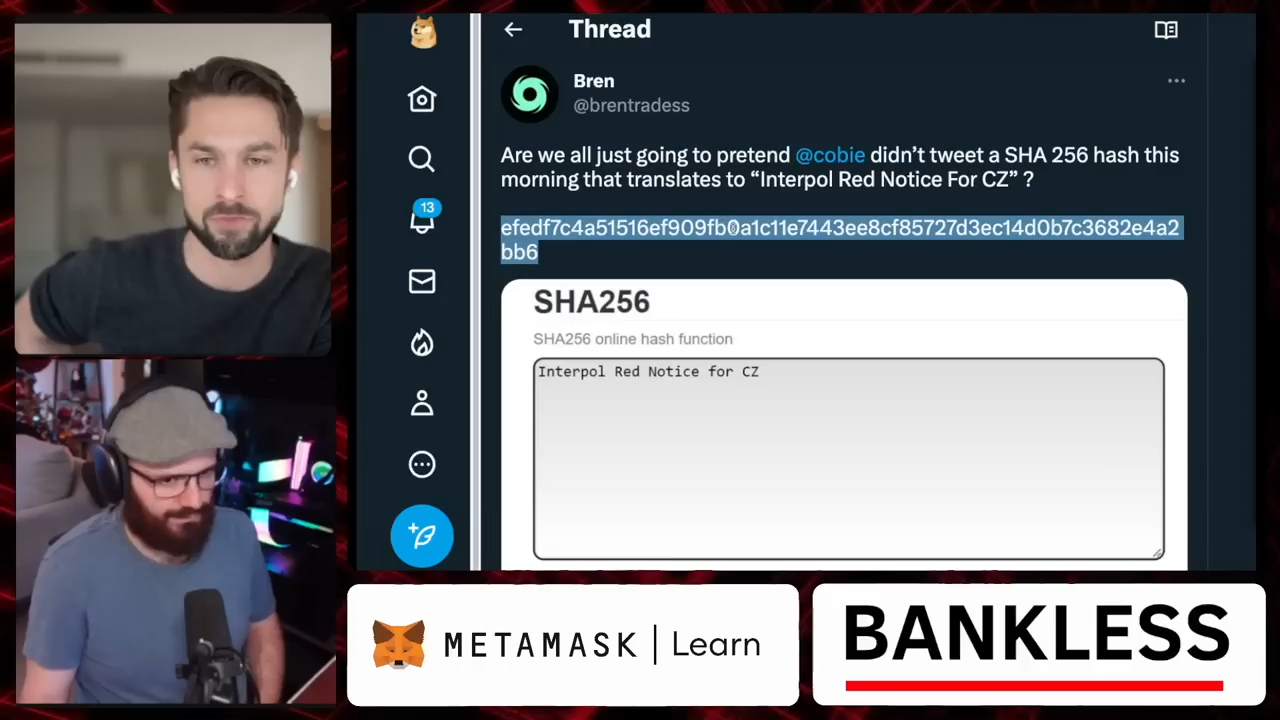 Thread
Bren
@brentradess
Are we all just going to pretend @cobie didn’t tweet a SHA 256 hash this
morning that translates to “Interpol Red Notice For CZ” ?
efedf7c4a51516ef909fb0a1c11e7443ee8cf85727d3ec14d0b7c3682e4a2
bb6
SHA256
SHA256 online hash function
Interpol Red Notice for CZ
13
METAMASK | Learn
BANKLESS